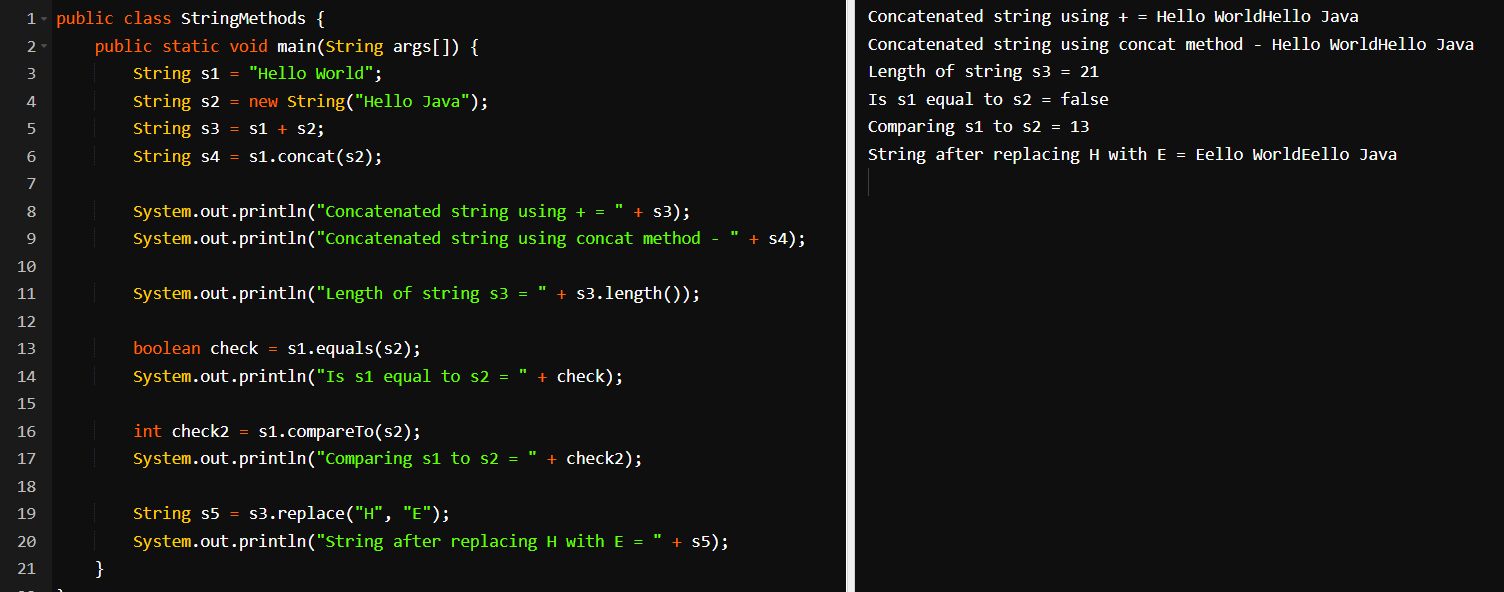 1 public class StringMethods {
2 public static void main(String args[]) {
3 String s1 = "Hello World";
4 String s2 = new String("Hello Java");
5 String s3 = s1 + s2;
6 String s4 = s1.concat(s2);
7
8 System.out.println("Concatenated string using + = " + s3);
9 System.out.println("Concatenated string using concat method - " + s4);
10
11 System.out.println("Length of string s3 = " + s3.length());
12
13 boolean check = s1.equals(s2);
14 System.out.println("Is s1 equal to s2 = " + check);
15
16 int check2 = s1.compareTo(s2);
17 System.out.println("Comparing s1 to s2 = " + check2);
18
19 String s5 = s3.replace("H", "E");
20 System.out.println("String after replacing H with E = " + s5);
21 }
Concatenated string using + = Hello WorldHello Java
Concatenated string using concat method - Hello WorldHello Java
Length of string s3 = 21
Is s1 equal to s2 = false
Comparing s1 to s2 = 13
String after replacing H with E = Eello WorldEello Java